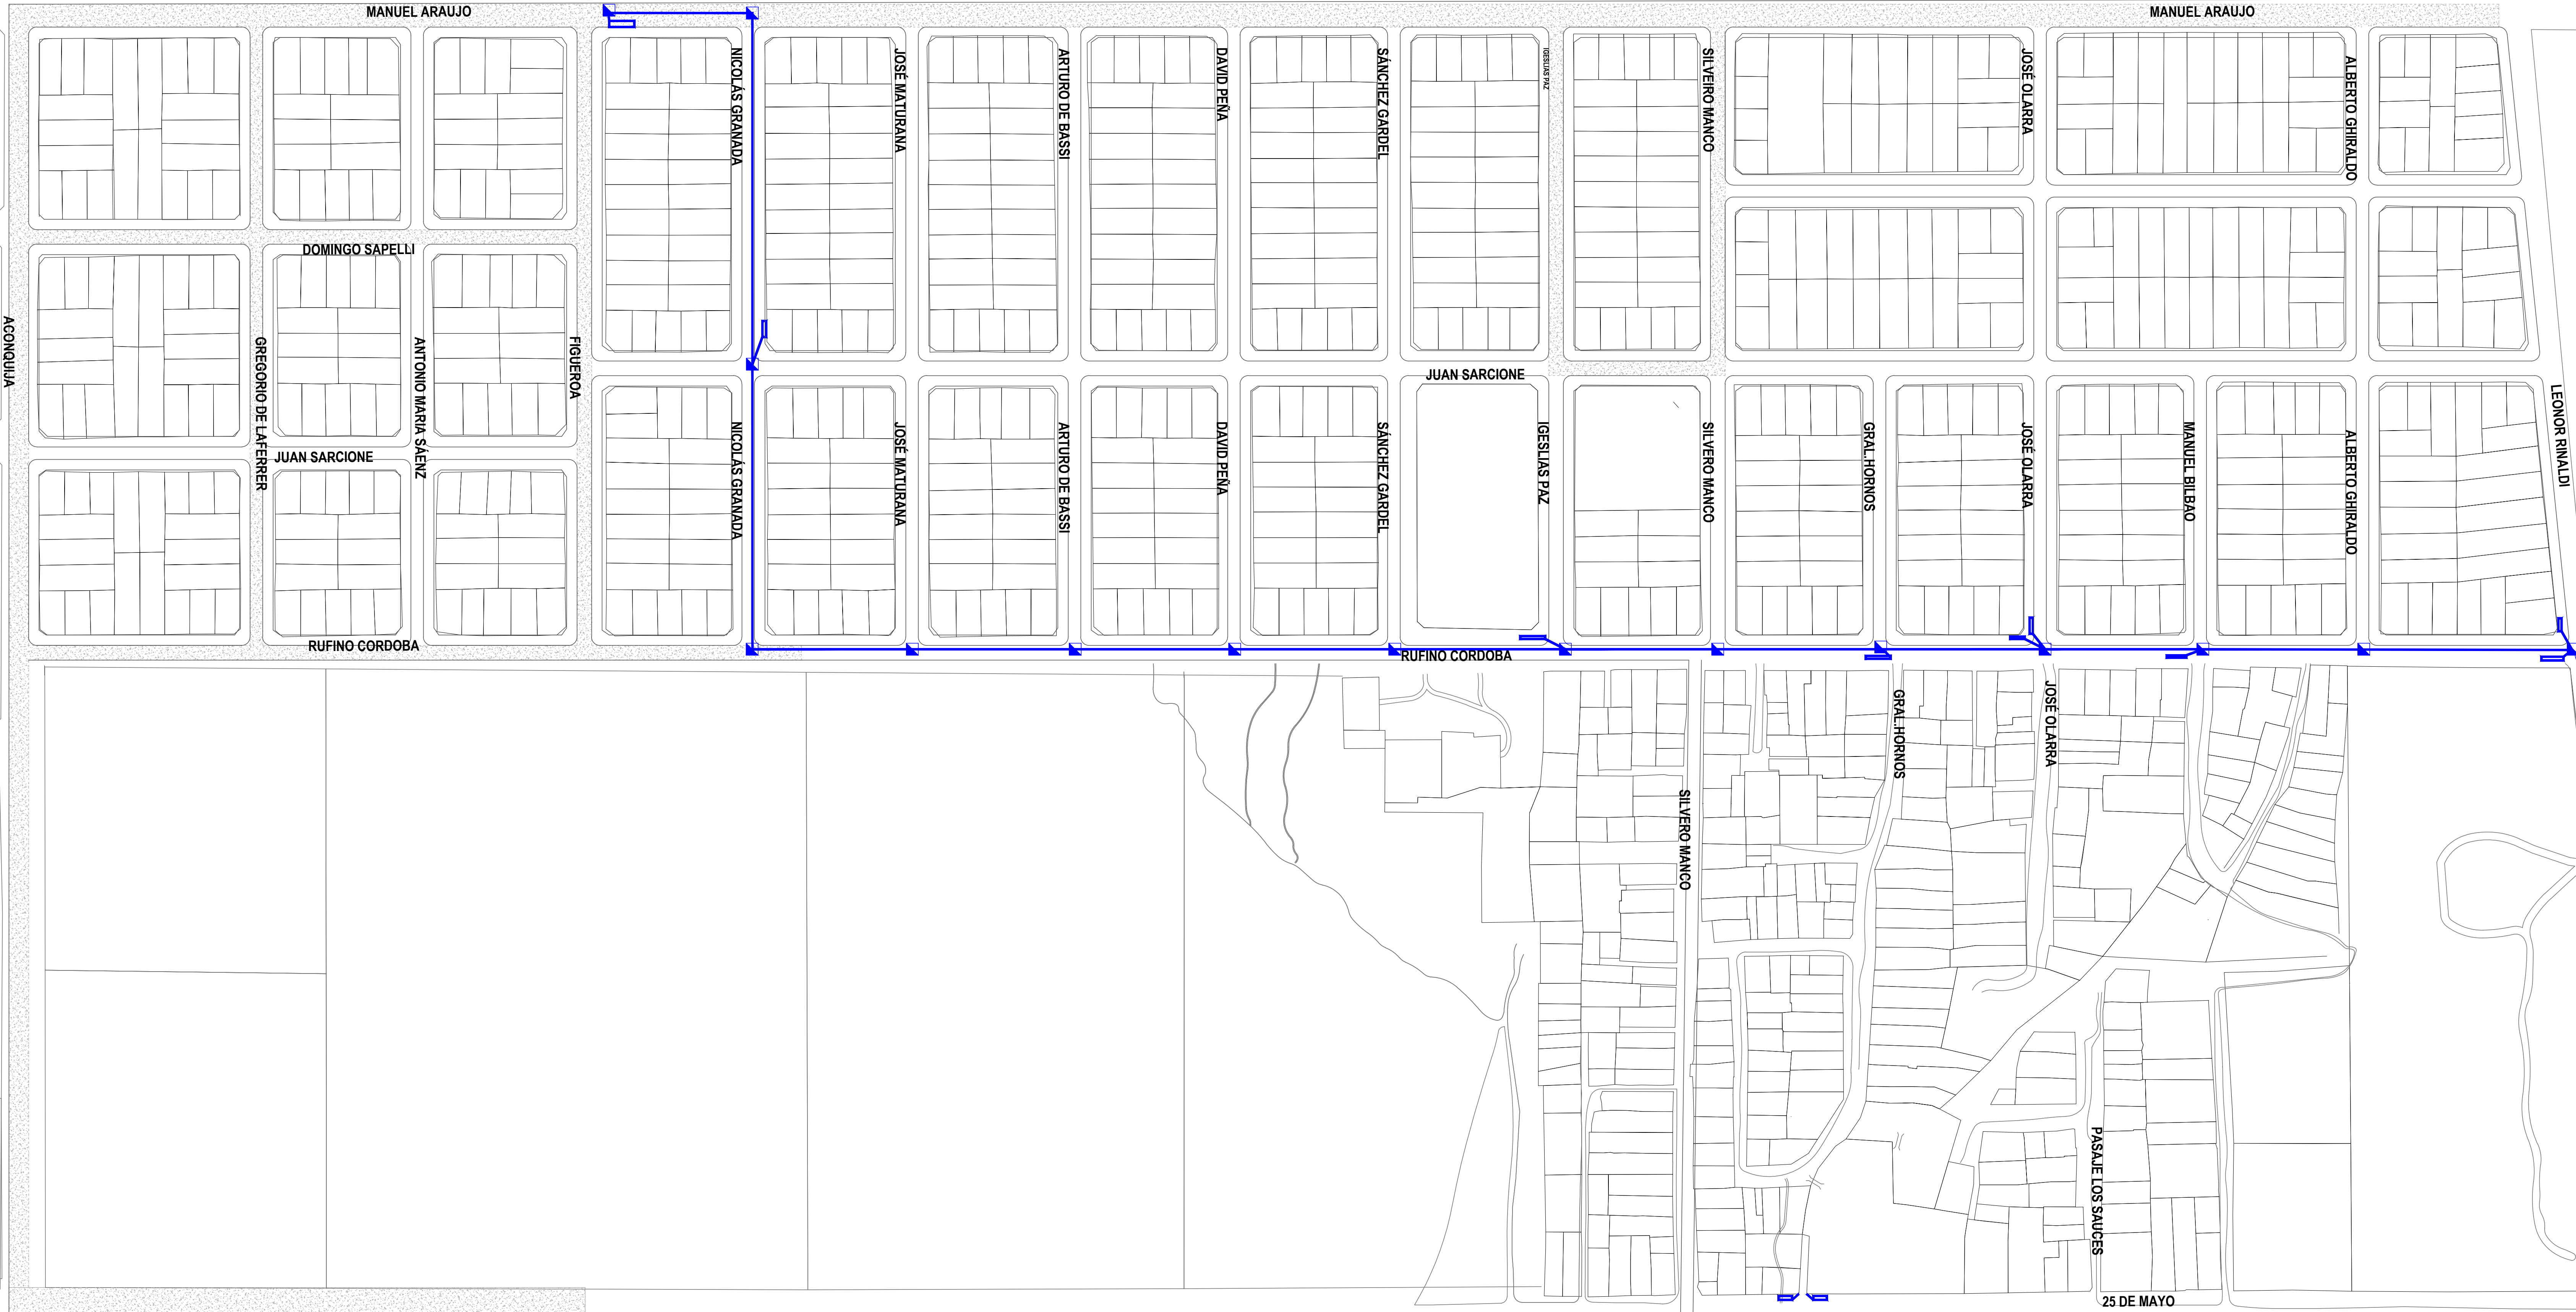 MANUEL ARAUJO
MANUEL ARAUJO
NICOLÁS GRANADA
JOSÉ MATURANA
ARTURO DE BASSI
DAVID PEÑA
SÁNCHEZ GARDEL
IGESLIAS PAZ
SILVEIRO MANCO
JOSÉ OLARRA
ALBERTO GHIRALDO
DOMINGO SAPELLI
ACONQUIJA
GREGORIO DE LAFERRER
ANTONIO MARIA SÁENZ
FIGUEROA
JUAN SARCIONE
JUAN SARCIONE
NICOLÁS GRANADA
JOSÉ MATURANA
ARTURO DE BASSI
DAVID PEÑA
SÁNCHEZ GARDEL
IGESLIAS PAZ
SILVERO MANCO
GRAL.HORNOS
JOSÉ OLARRA
MANUEL BILBAO
ALBERTO GHIRALDO
LEONOR RINALDI
RUFINO CORDOBA
RUFINO CORDOBA
SILVERO MANCO
GRAL.HORNOS
JOSÉ OLARRA
PASAJE LOS SAUCES
25 DE MAYO